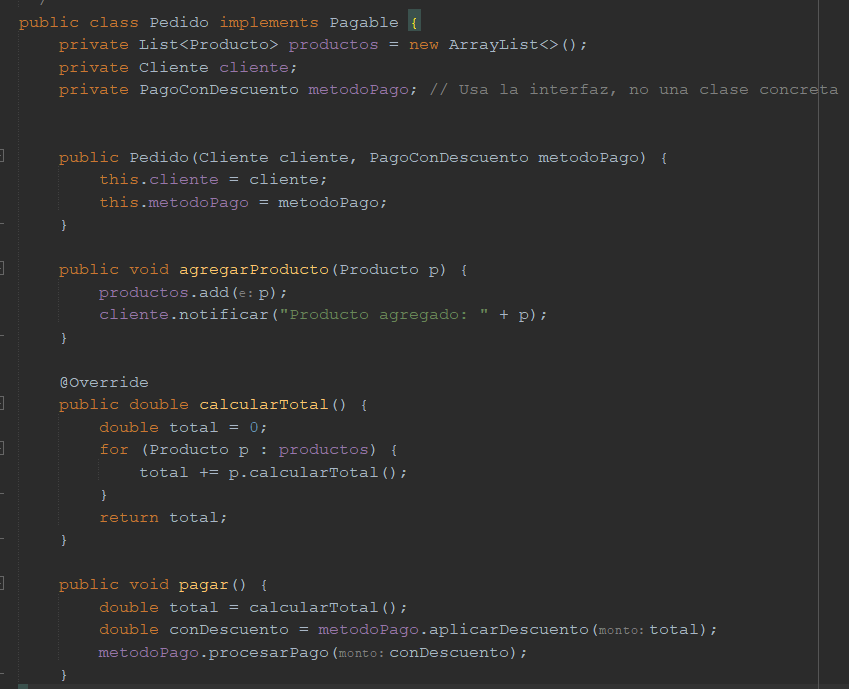 public class Pedido implements Pagable {
    private List<Producto> productos = new ArrayList<>();
    private Cliente cliente;
    private PagoConDescuento metodoPago; // Usa la interfaz, no una clase concreta
    public Pedido(Cliente cliente, PagoConDescuento metodoPago) {
        this.cliente = cliente;
        this.metodoPago = metodoPago;
    }
    public void agregarProducto(Producto p) {
        productos.add(e: p);
        cliente.notificar("Producto agregado: " + p);
    }
    @Override
    public double calcularTotal() {
        double total = 0;
        for (Producto p : productos) {
            total += p.calcularTotal();
        }
        return total;
    }
    public void pagar() {
        double total = calcularTotal();
        double conDescuento = metodoPago.aplicarDescuento(monto: total);
        metodoPago.procesarPago(monto: conDescuento);
    }